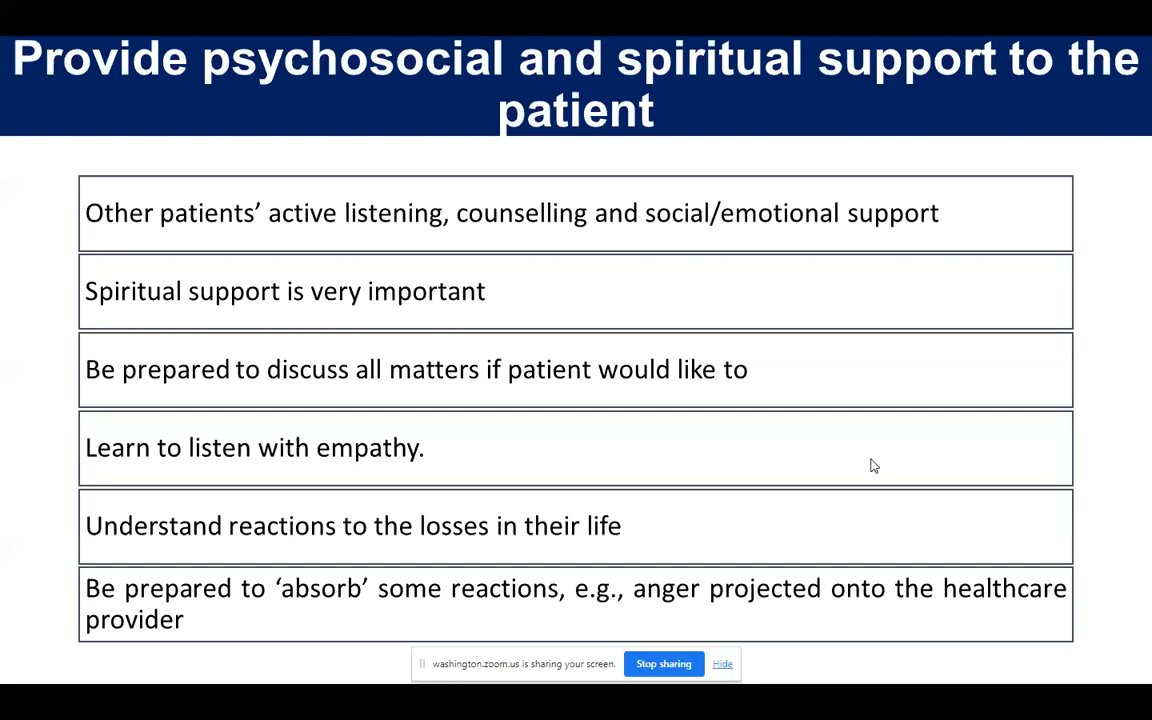 Provide psychosocial and spiritual support to the
patient
Other patients’ active listening, counselling and social/emotional support
Spiritual support is very important
Be prepared to discuss all matters if patient would like to
Learn to listen with empathy.
Understand reactions to the losses in their life
Be prepared to ‘absorb’ some reactions, e.g., anger projected onto the healthcare
provider
washington.zoom.us is sharing your screen. Stop sharing Hide